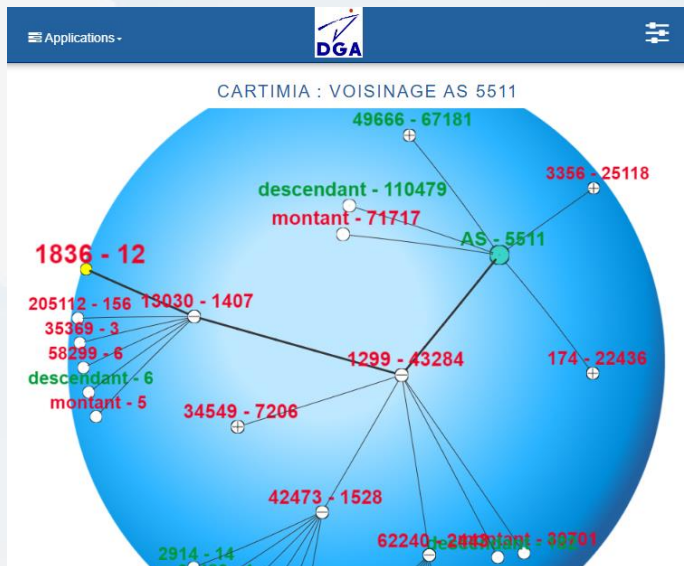 Applications
DGA
CARTIMIA : VOISINAGE AS 5511
49666 - 67181
3356 - 25118
descendant - 110479
montant - 71717
AS - 5511
1836 - 12
205112 - 156
13030 - 1407
35369 - 3
58299 - 6
descendant - 6
montant - 5
1299 - 43284
174 - 22436
34549 - 7206
42473 - 1528
2914 - 14
62240
montant